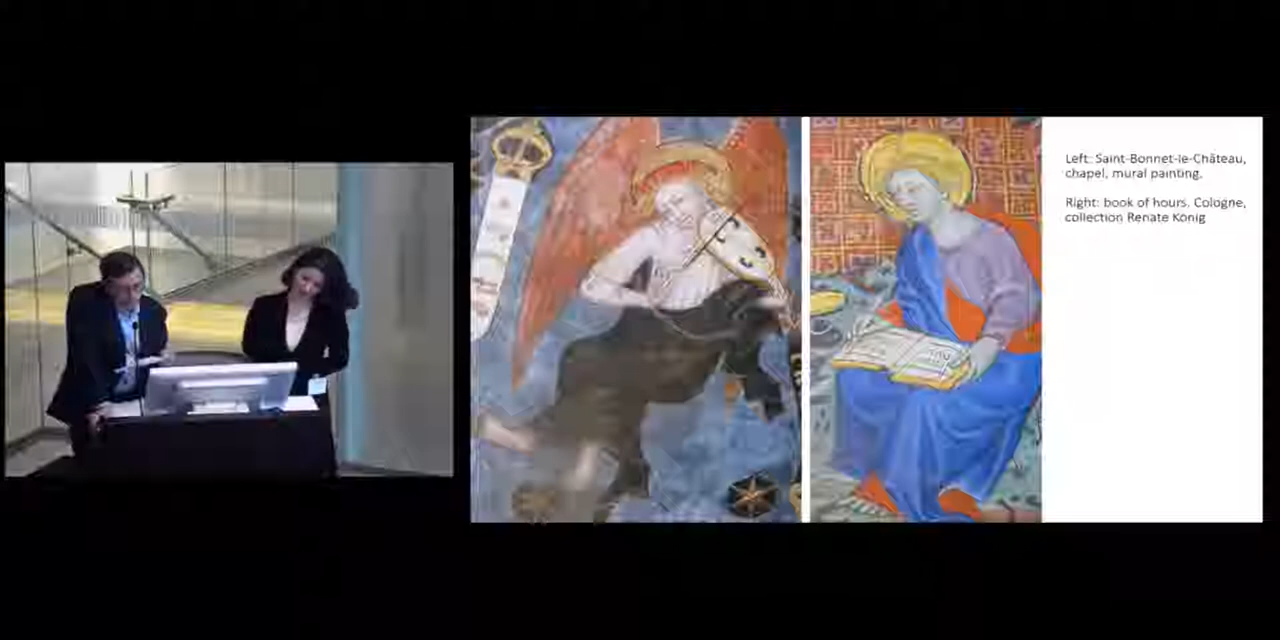 Left: Saint-Bonnet-le-Château,
chapel, mural painting.
Right: book of hours. Cologne,
collection Renate König